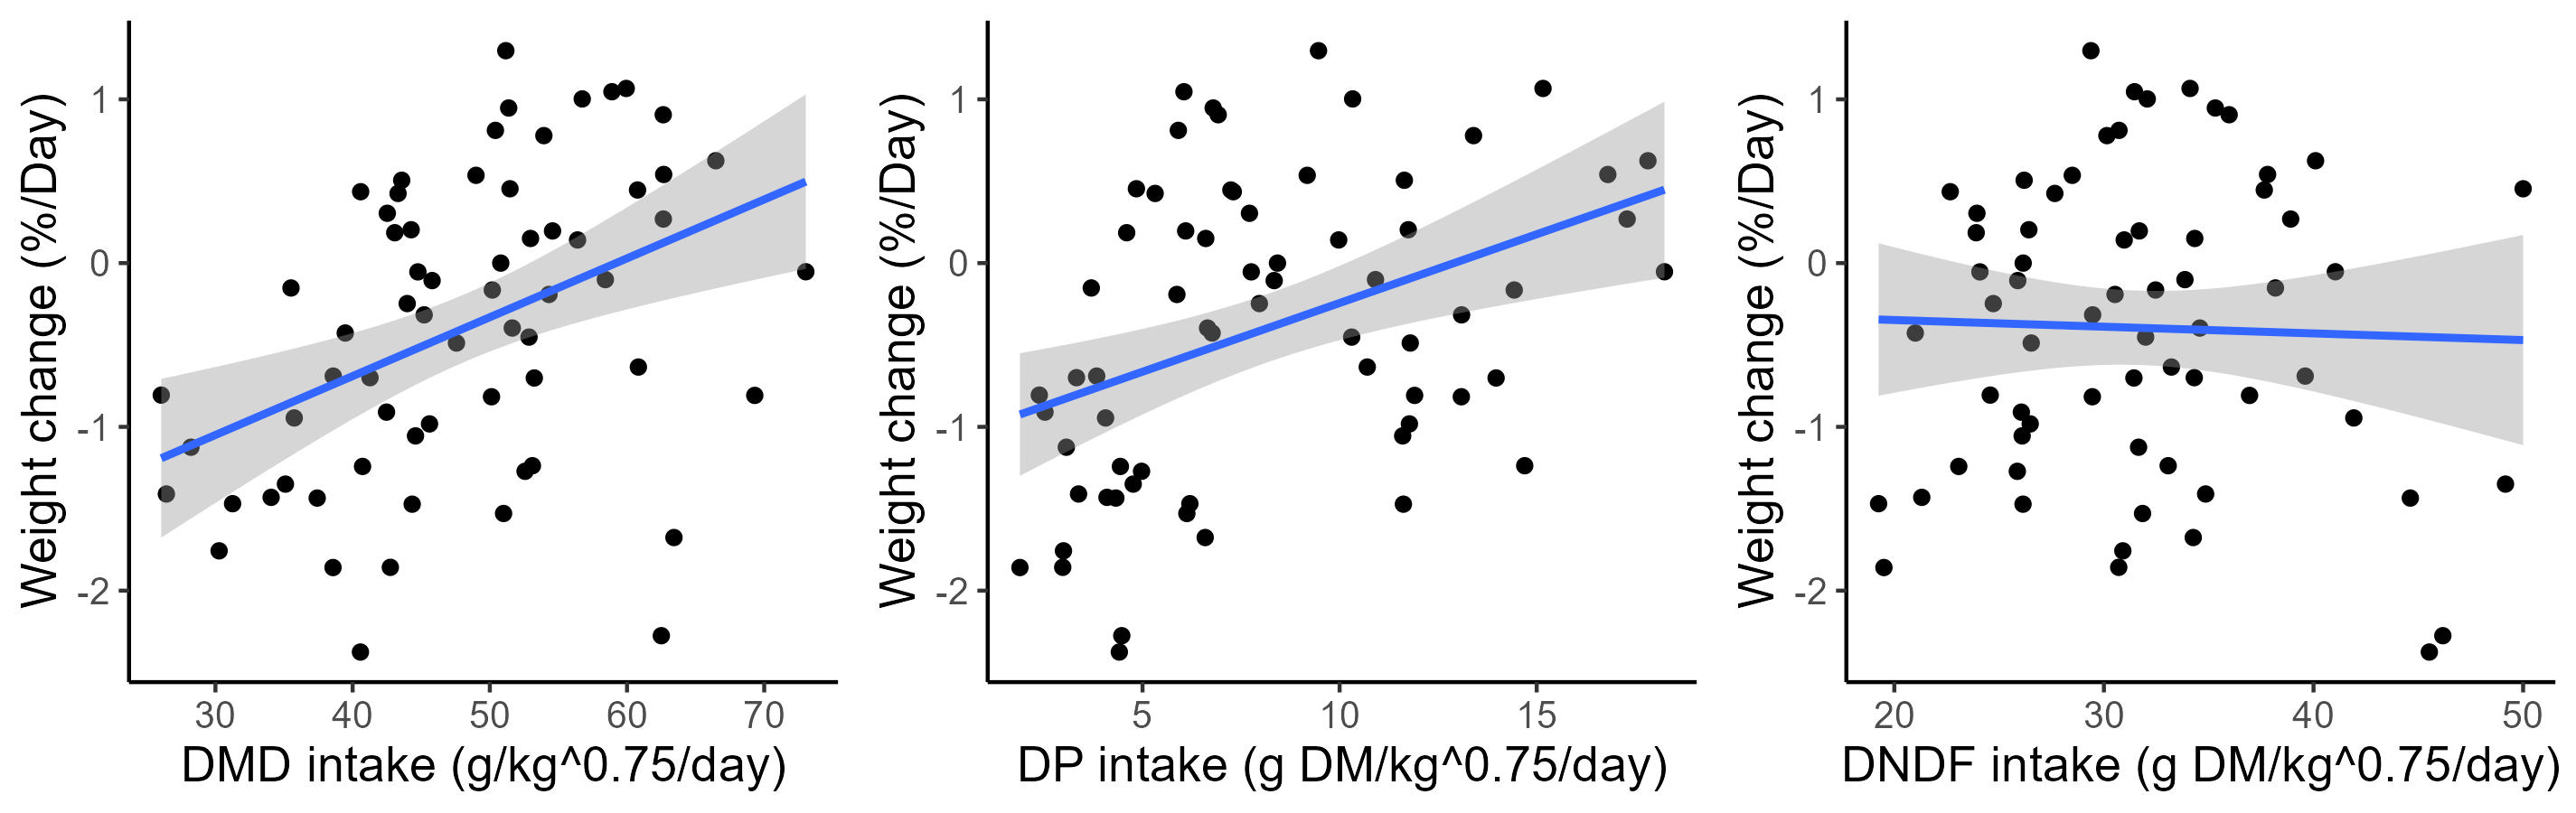 Weight change (%/Day)
1
0
-1
-2
30 40 50 60 70
DMD intake (g/kg^0.75/day)
Weight change (%/Day)
1
0
-1
-2
5 10 15
DP intake (g DM/kg^0.75/day)
Weight change (%/Day)
1
0
-1
-2
20 30 40 50
DNDF intake (g DM/kg^0.75/day)